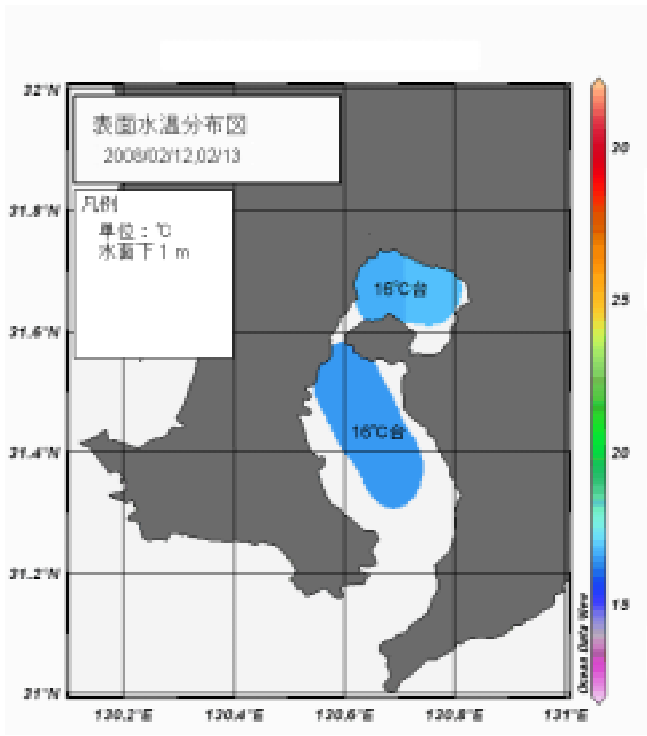 表面水温分布図
2008/02/12,02/13
凡例
単位：℃
水面下１ｍ
32°N
31.8°N
31.6°N
31.4°N
31.2°N
31°N
16℃台
16℃台
130.2°E
130.4°E
130.6°E
130.8°E
131°E
30
25
20
15
Ocean Data View